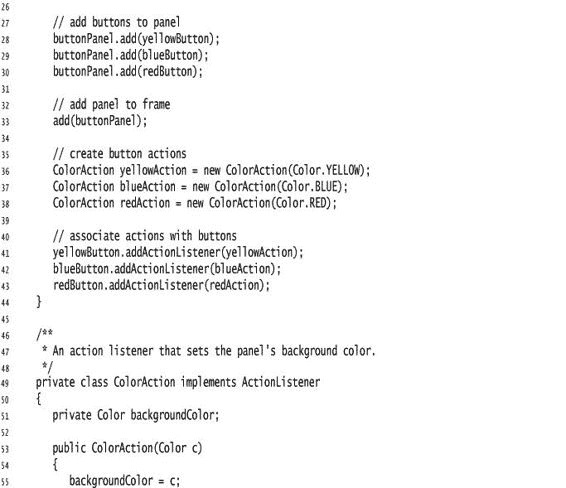 26
27 // add buttons to panel
28 buttonPanel.add(yellowButton);
29 buttonPanel.add(blueButton);
30 buttonPanel.add(redButton);
31
32 // add panel to frame
33 add(buttonPanel);
34
35 // create button actions
36 ColorAction yellowAction = new ColorAction(Color.YELLOW);
37 ColorAction blueAction = new ColorAction(Color.BLUE);
38 ColorAction redAction = new ColorAction(Color.RED);
39
40 // associate actions with buttons
41 yellowButton.addActionListener(yellowAction);
42 blueButton.addActionListener(blueAction);
43 redButton.addActionListener(redAction);
44 }
45
46 /**
47 * An action listener that sets the panel's background color.
48 */
49 private class ColorAction implements ActionListener
50 {
51 private Color backgroundColor;
52
53 public ColorAction(Color c)
54 {
55 backgroundColor = c;